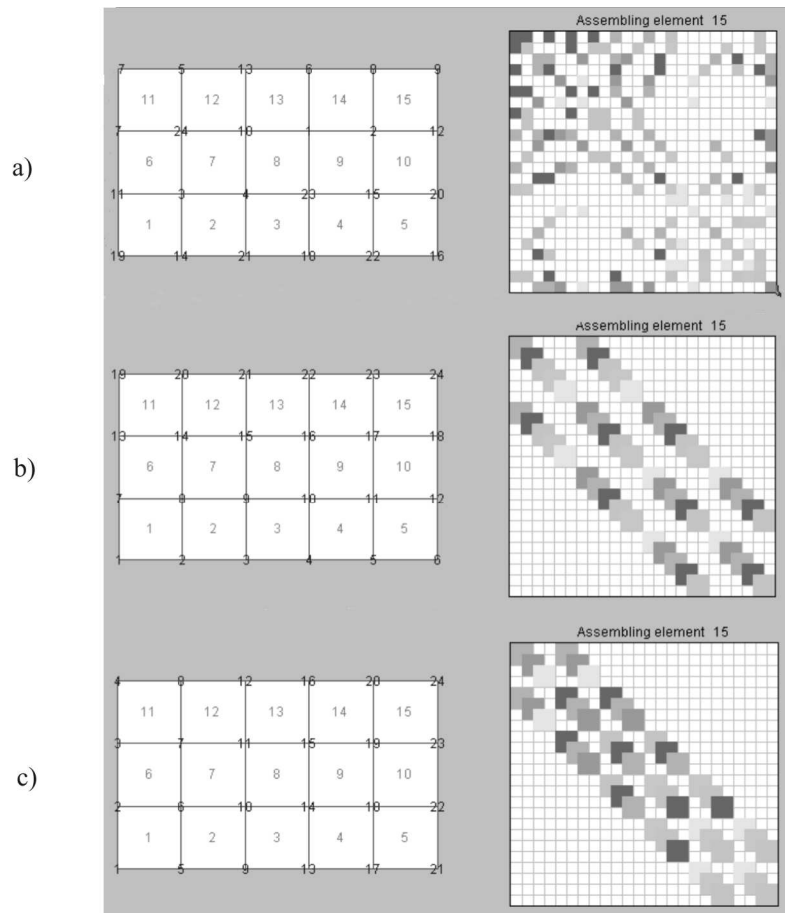 Assembling element 15
7 5 13 6 8 9
11 12 13 14 15
7 24 10 1 2 12
a)
6 7 8 9 10
11 3 4 23 15 20
1 2 3 4 5
19 14 21 18 22 16
Assembling element 15
19 20 21 22 23 24
11 12 13 14 15
13 14 15 16 17 18
b)
6 7 8 9 10
7 8 9 10 11 12
1 2 3 4 5
1 2 3 4 5 6
Assembling element 15
4 8 12 16 20 24
11 12 13 14 15
3 7 11 15 19 23
c)
6 7 8 9 10
2 6 10 14 18 22
1 2 3 4 5
1 5 9 13 17 21